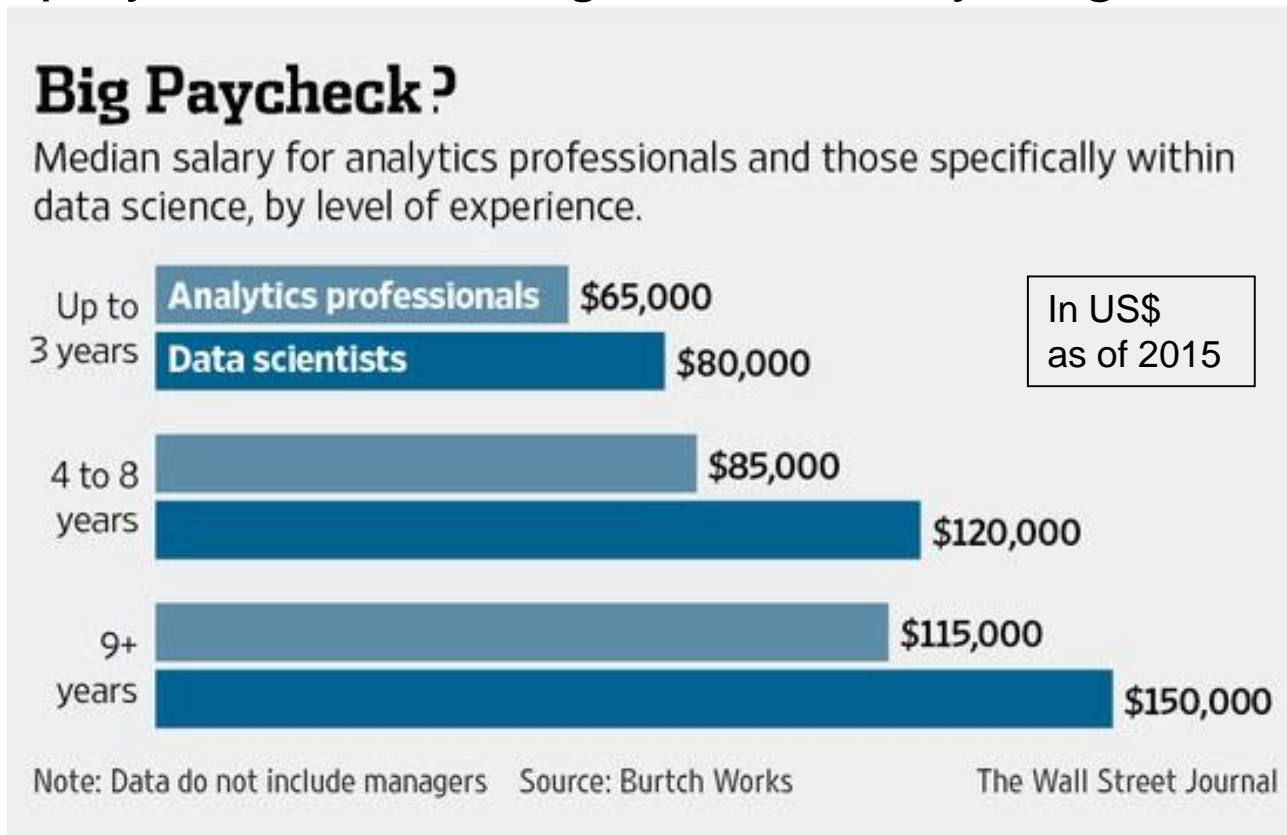 Big Paycheck?
Median salary for analytics professionals and those specifically within
data science, by level of experience.
Up to
3 years
Analytics professionals $65,000
Data scientists $80,000
In US$
as of 2015
4 to 8
years
$85,000
$120,000
9+
years
$115,000
$150,000
Note: Data do not include managers Source: Burtch Works The Wall Street Journal